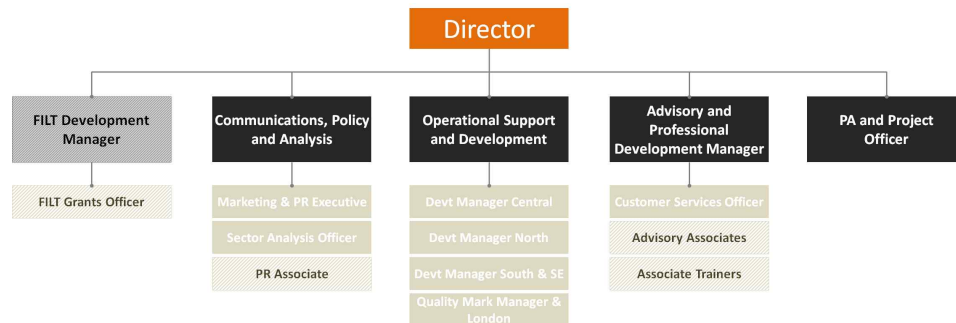 Director
FILT Development
Manager
Communications, Policy
and Analysis
Operational Support
and Development
Advisory and
Professional
Development Manager
PA and Project
Officer
FILT Grants Officer
Marketing & PR Executive
Sector Analysis Officer
PR Associate
Devt Manager Central
Devt Manager North
Devt Manager South & SE
Quality Mark Manager &
London
Customer Services Officer
Advisory Associates
Associate Trainers